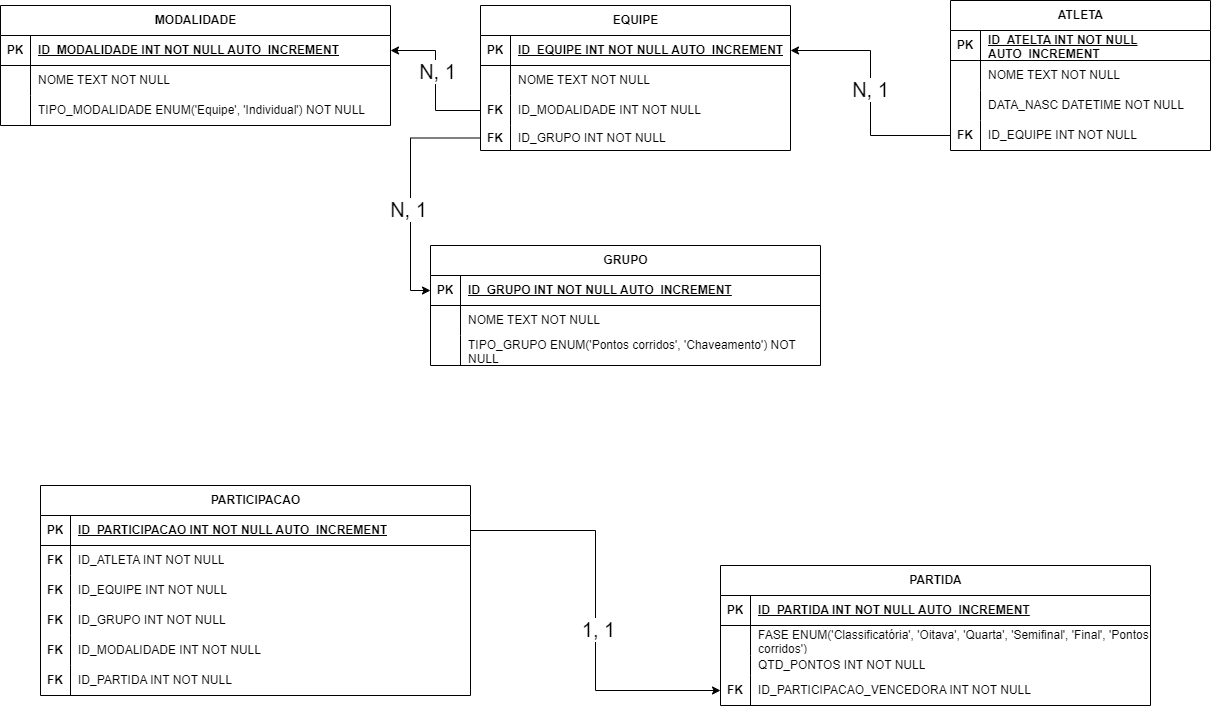 MODALIDADE
PK ID_MODALIDADE INT NOT NULL AUTO_INCREMENT
NOME TEXT NOT NULL
TIPO_MODALIDADE ENUM('Equipe', 'Individual') NOT NULL
N, 1
EQUIPE
PK ID_EQUIPE INT NOT NULL AUTO_INCREMENT
NOME TEXT NOT NULL
FK ID_MODALIDADE INT NOT NULL
FK ID_GRUPO INT NOT NULL
N, 1
ATLETA
PK ID_ATELTA INT NOT NULL
AUTO_INCREMENT
NOME TEXT NOT NULL
DATA_NASC DATETIME NOT NULL
FK ID_EQUIPE INT NOT NULL
N, 1
GRUPO
PK ID_GRUPO INT NOT NULL AUTO_INCREMENT
NOME TEXT NOT NULL
TIPO_GRUPO ENUM('Pontos corridos', 'Chaveamento') NOT
NULL
PARTICIPACAO
PK ID_PARTICIPACAO INT NOT NULL AUTO_INCREMENT
FK ID_ATLETA INT NOT NULL
FK ID_EQUIPE INT NOT NULL
FK ID_GRUPO INT NOT NULL
FK ID_MODALIDADE INT NOT NULL
FK ID_PARTIDA INT NOT NULL
1, 1
PARTIDA
PK ID_PARTIDA INT NOT NULL AUTO_INCREMENT
FASE ENUM('Classificatória', 'Oitava', 'Quarta', 'Semifinal', 'Final', 'Pontos
corridos')
QTD_PONTOS INT NOT NULL
FK ID_PARTICIPACAO_VENCEDORA INT NOT NULL